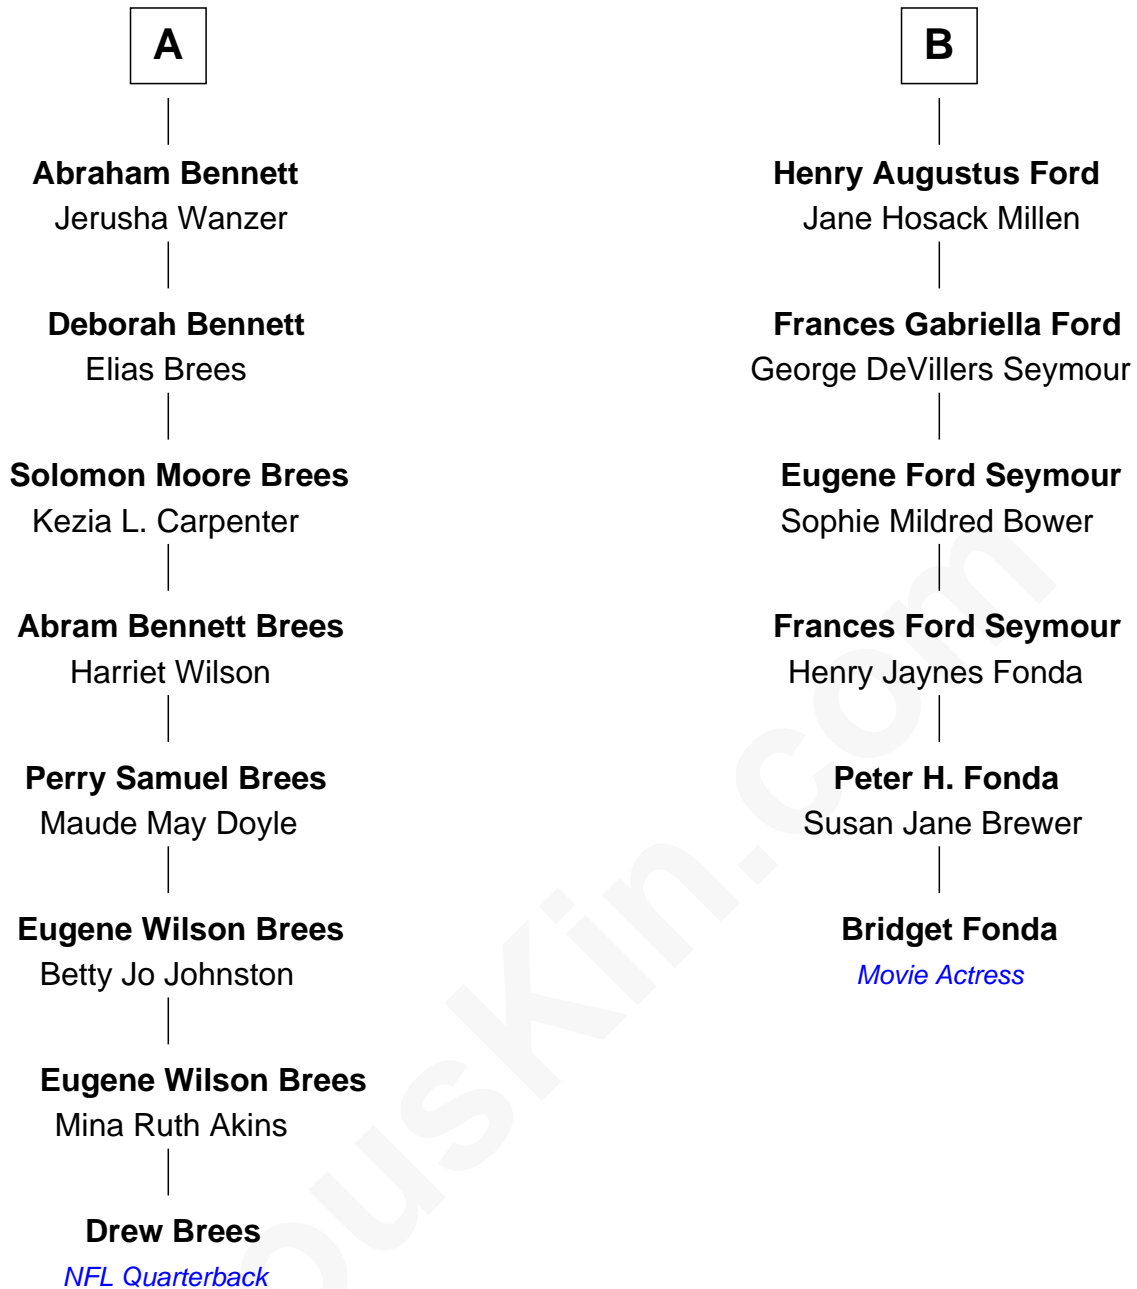 A
Abraham Bennett
Jerusha Wanzer
Deborah Bennett
Elias Brees
Solomon Moore Brees
Kezia L. Carpenter
Abram Bennett Brees
Harriet Wilson
Perry Samuel Brees
Maude May Doyle
Eugene Wilson Brees
Betty Jo Johnston
Eugene Wilson Brees
Mina Ruth Akins
Drew Brees
NFL Quarterback
B
Henry Augustus Ford
Jane Hosack Millen
Frances Gabriella Ford
George DeVillers Seymour
Eugene Ford Seymour
Sophie Mildred Bower
Frances Ford Seymour
Henry Jaynes Fonda
Peter H. Fonda
Susan Jane Brewer
Bridget Fonda
Movie Actress
ousKin.com